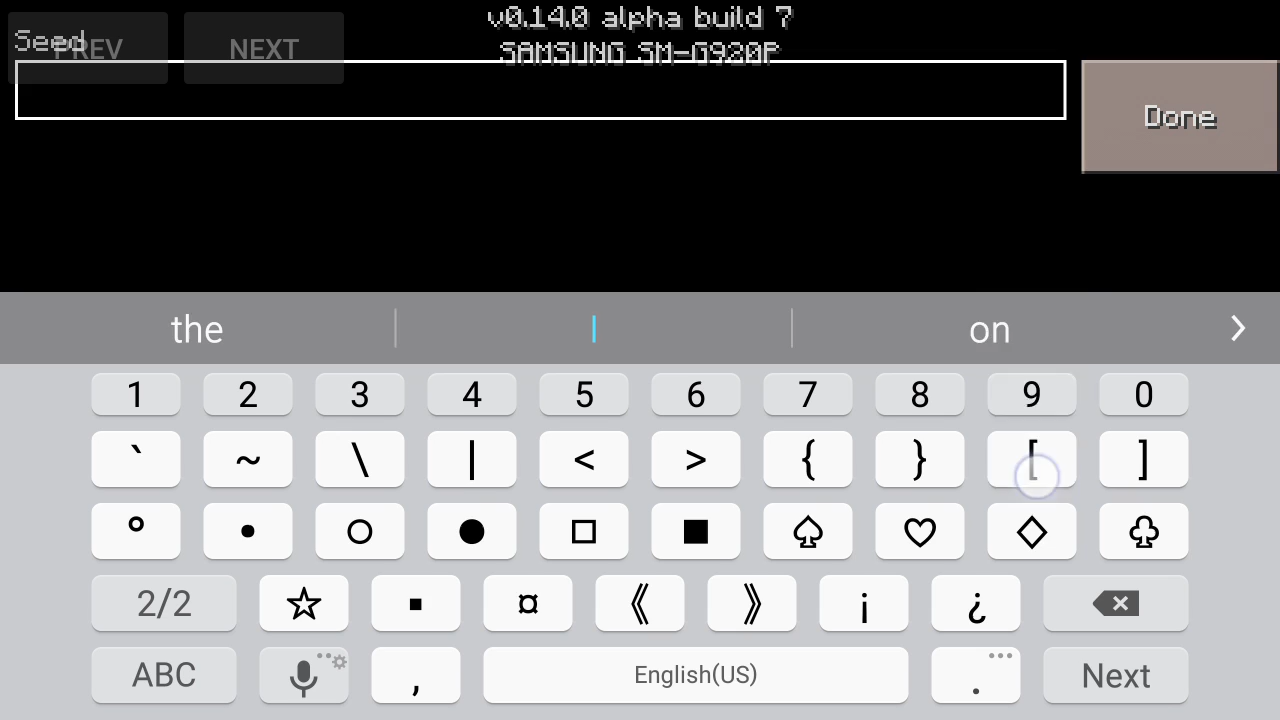 v0.14.0 alpha build 7
Seed
PREV
NEXT
SAMSUNG SM-G920P
Done
the | on
1 2 3 4 5 6 7 8 9 0
` ~ \ | < > { } [ ]
° • ○ ● □ ■ ♤ ♡ ◇ ♧
2/2 ☆ ▪ ¤ 《 》 ¡ ¿
ABC , English(US) . Next